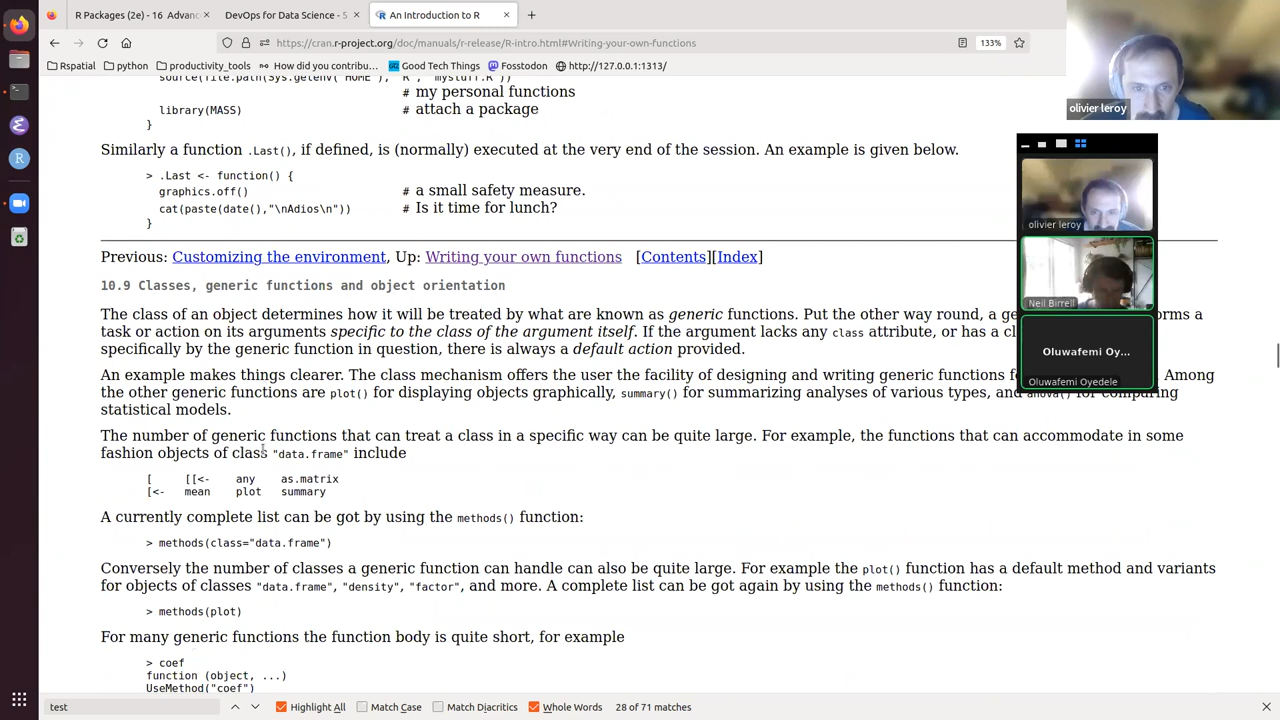 R Packages (2e) - 16 Advanc
DevOps for Data Science - 5
An Introduction to R
https://cran.r-project.org/doc/manuals/r-release/R-intro.html#Writing-your-own-functions
133%
Rspatial
python
productivity_tools
How did you contribu...
Good Tech Things
Fosstodon
http://127.0.0.1:1313/
source(file.path(Sys.getenv("HOME"), "R", "mystuff.R"))
# my personal functions
library(MASS) # attach a package
}
Similarly a function .Last(), if defined, is (normally) executed at the very end of the session. An example is given below.
> .Last <- function() {
graphics.off() # a small safety measure.
cat(paste(date(),"\nAdios\n")) # Is it time for lunch?
}
Previous: Customizing the environment, Up: Writing your own functions [Contents][Index]
10.9 Classes, generic functions and object orientation
The class of an object determines how it will be treated by what are known as generic functions. Put the other way round, a ge orms a
task or action on its arguments specific to the class of the argument itself. If the argument lacks any class attribute, or has a cl
specifically by the generic function in question, there is always a default action provided.
An example makes things clearer. The class mechanism offers the user the facility of designing and writing generic functions fo Among
the other generic functions are plot() for displaying objects graphically, summary() for summarizing analyses of various types, and anova() for comparing
statistical models.
The number of generic functions that can treat a class in a specific way can be quite large. For example, the functions that can accommodate in some
fashion objects of class "data.frame" include
[ [[<- any as.matrix
[<- mean plot summary
A currently complete list can be got by using the methods() function:
> methods(class="data.frame")
Conversely the number of classes a generic function can handle can also be quite large. For example the plot() function has a default method and variants
for objects of classes "data.frame", "density", "factor", and more. A complete list can be got again by using the methods() function:
> methods(plot)
For many generic functions the function body is quite short, for example
> coef
function (object, ...)
UseMethod("coef")
test
Highlight All
Match Case
Match Diacritics
Whole Words
28 of 71 matches
olivier leroy
olivier leroy
Neil Birrell
Oluwafemi Oy...
Oluwafemi Oyedele